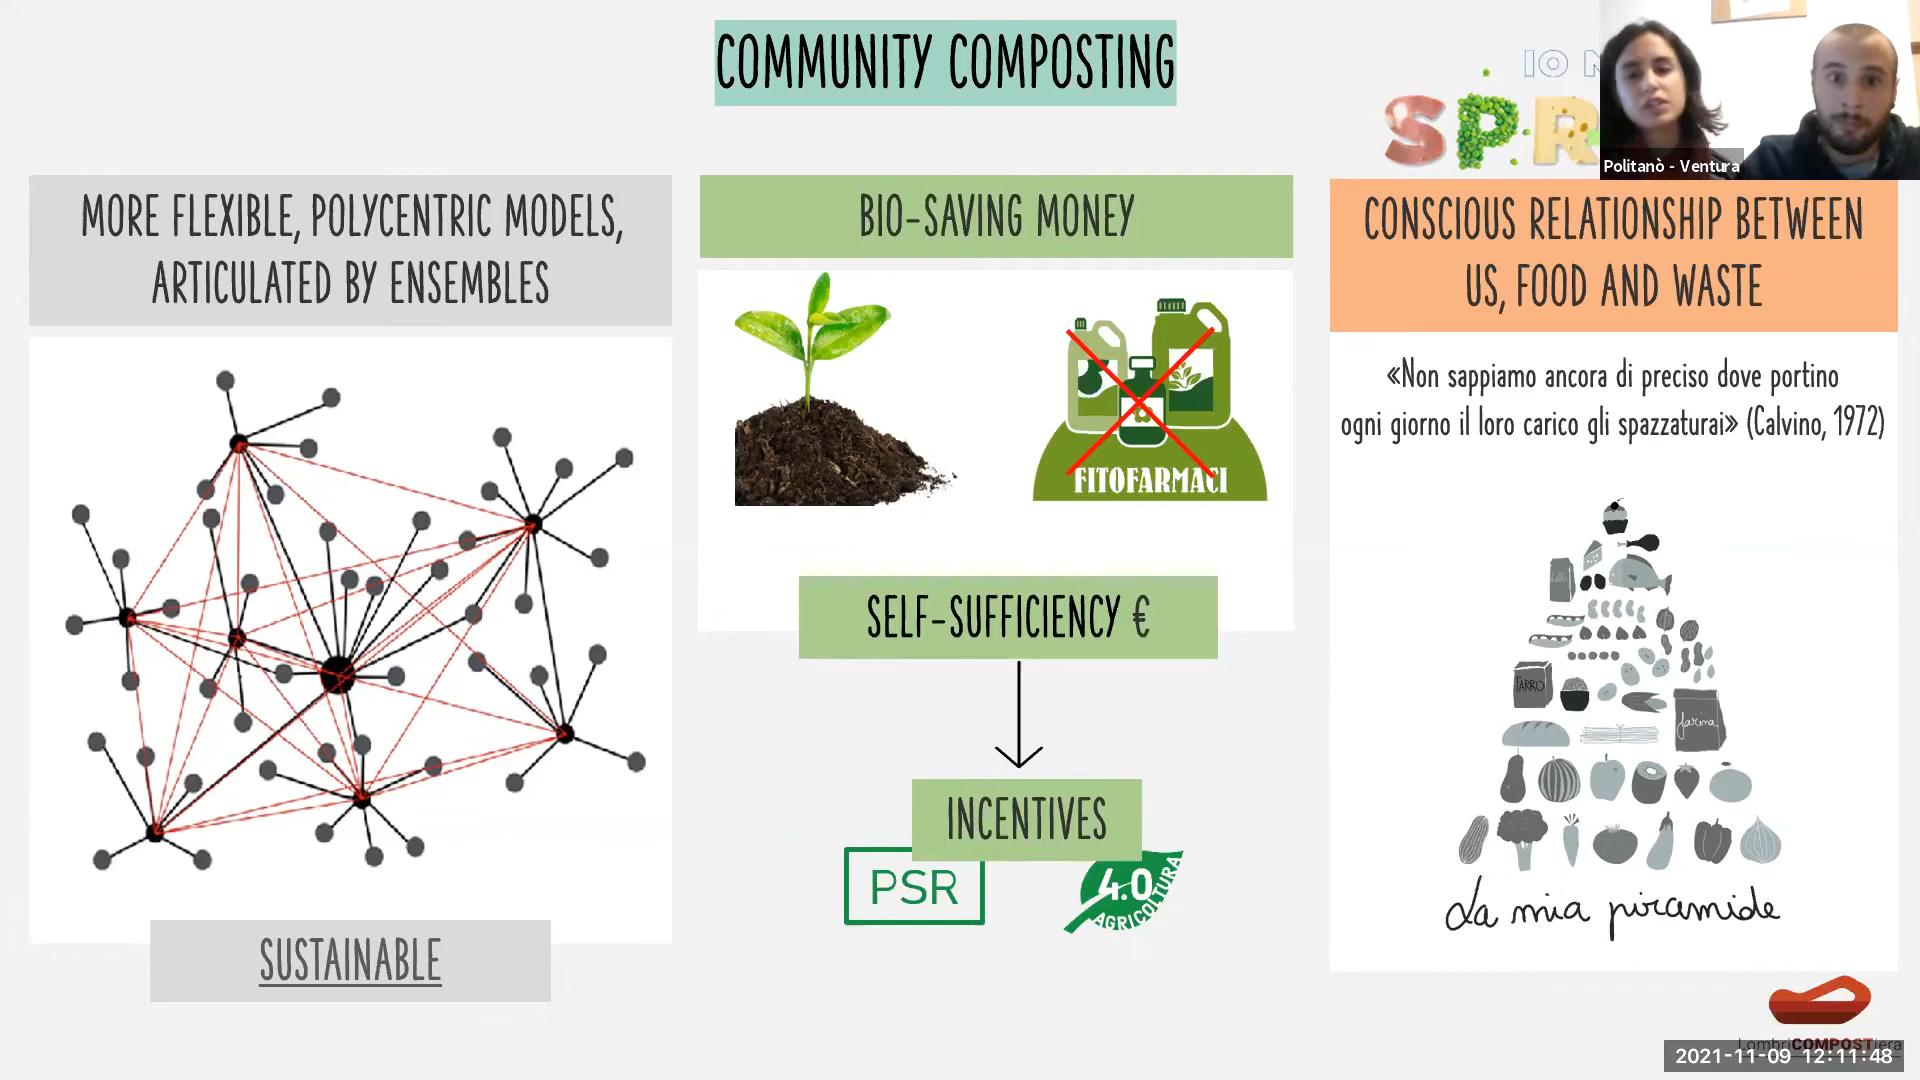 COMMUNITY COMPOSTING
IO N
SPR
Politanò - Ventura
MORE FLEXIBLE, POLYCENTRIC MODELS,
ARTICULATED BY ENSEMBLES
SUSTAINABLE
BIO-SAVING MONEY
FITOFARMACI
SELF-SUFFICIENCY €
INCENTIVES
PSR
4.0
AGRICOLTURA
CONSCIOUS RELATIONSHIP BETWEEN
US, FOOD AND WASTE
«Non sappiamo ancora di preciso dove portino
ogni giorno il loro carico gli spazzaturai» (Calvino, 1972)
TARRO
farina
La mia piramide
LombriCOMPOSTiera
2021-11-09 12:11:48